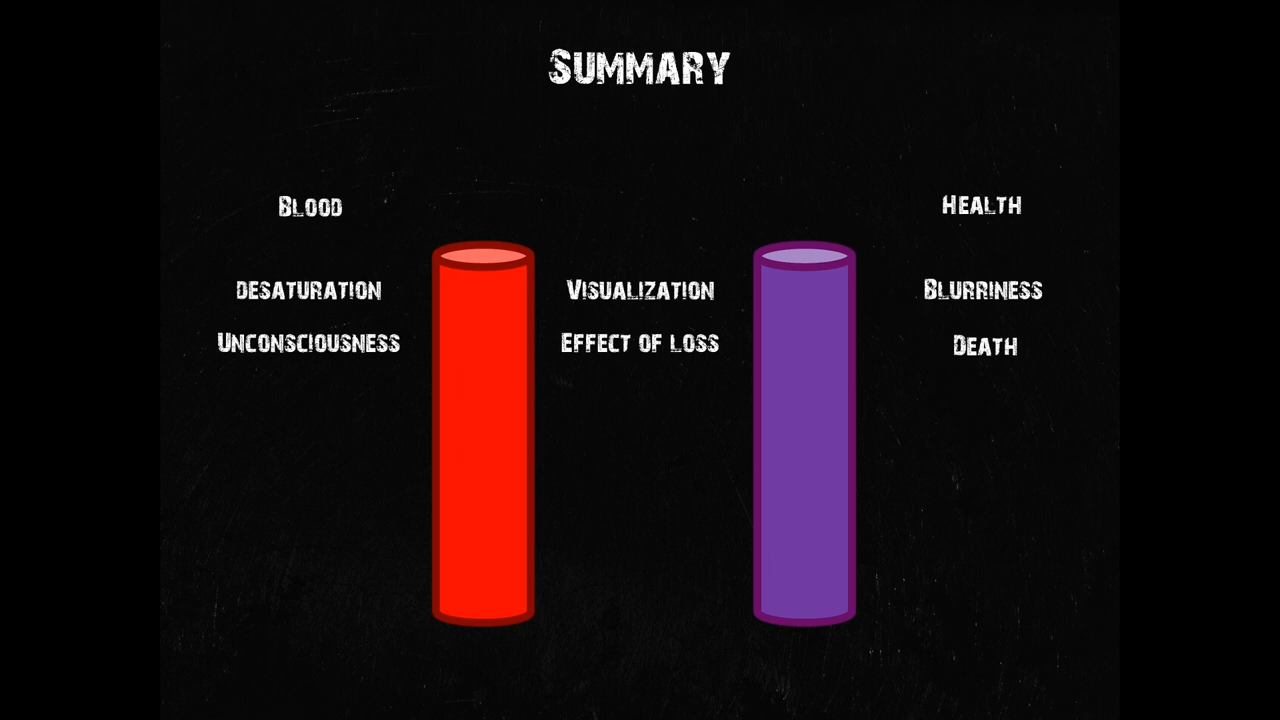 Summary
Blood
Health
desaturation
Visualization
Blurriness
Unconsciousness
Effect of loss
Death